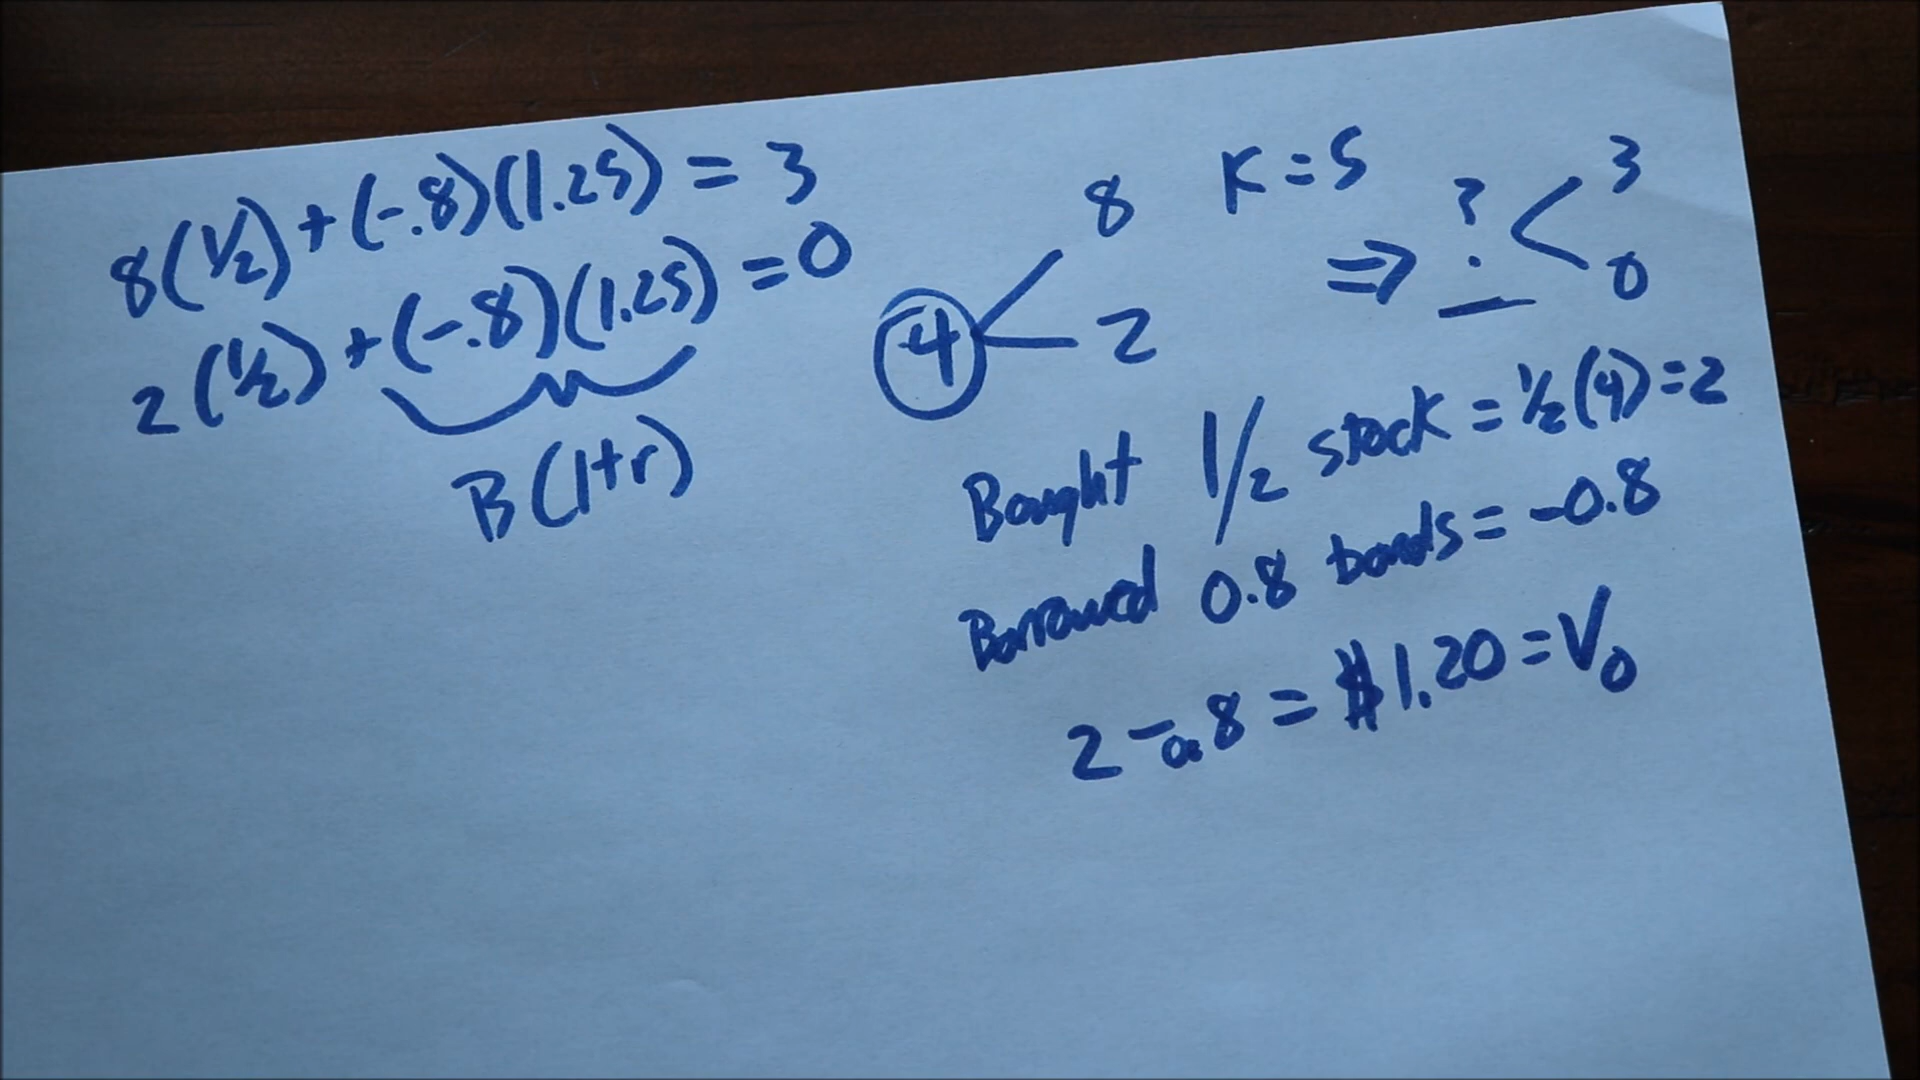 8(1/2)+(-.8)(1.25)=3
2(1/2)+(-.8)(1.25)=0
B(1+r)
4 8 2
K=5
⇒ ? 3 0
Bought 1/2 stock = 1/2(4)=2
Borrowed 0.8 bonds = -0.8
2-0.8 = $1.20 = V0